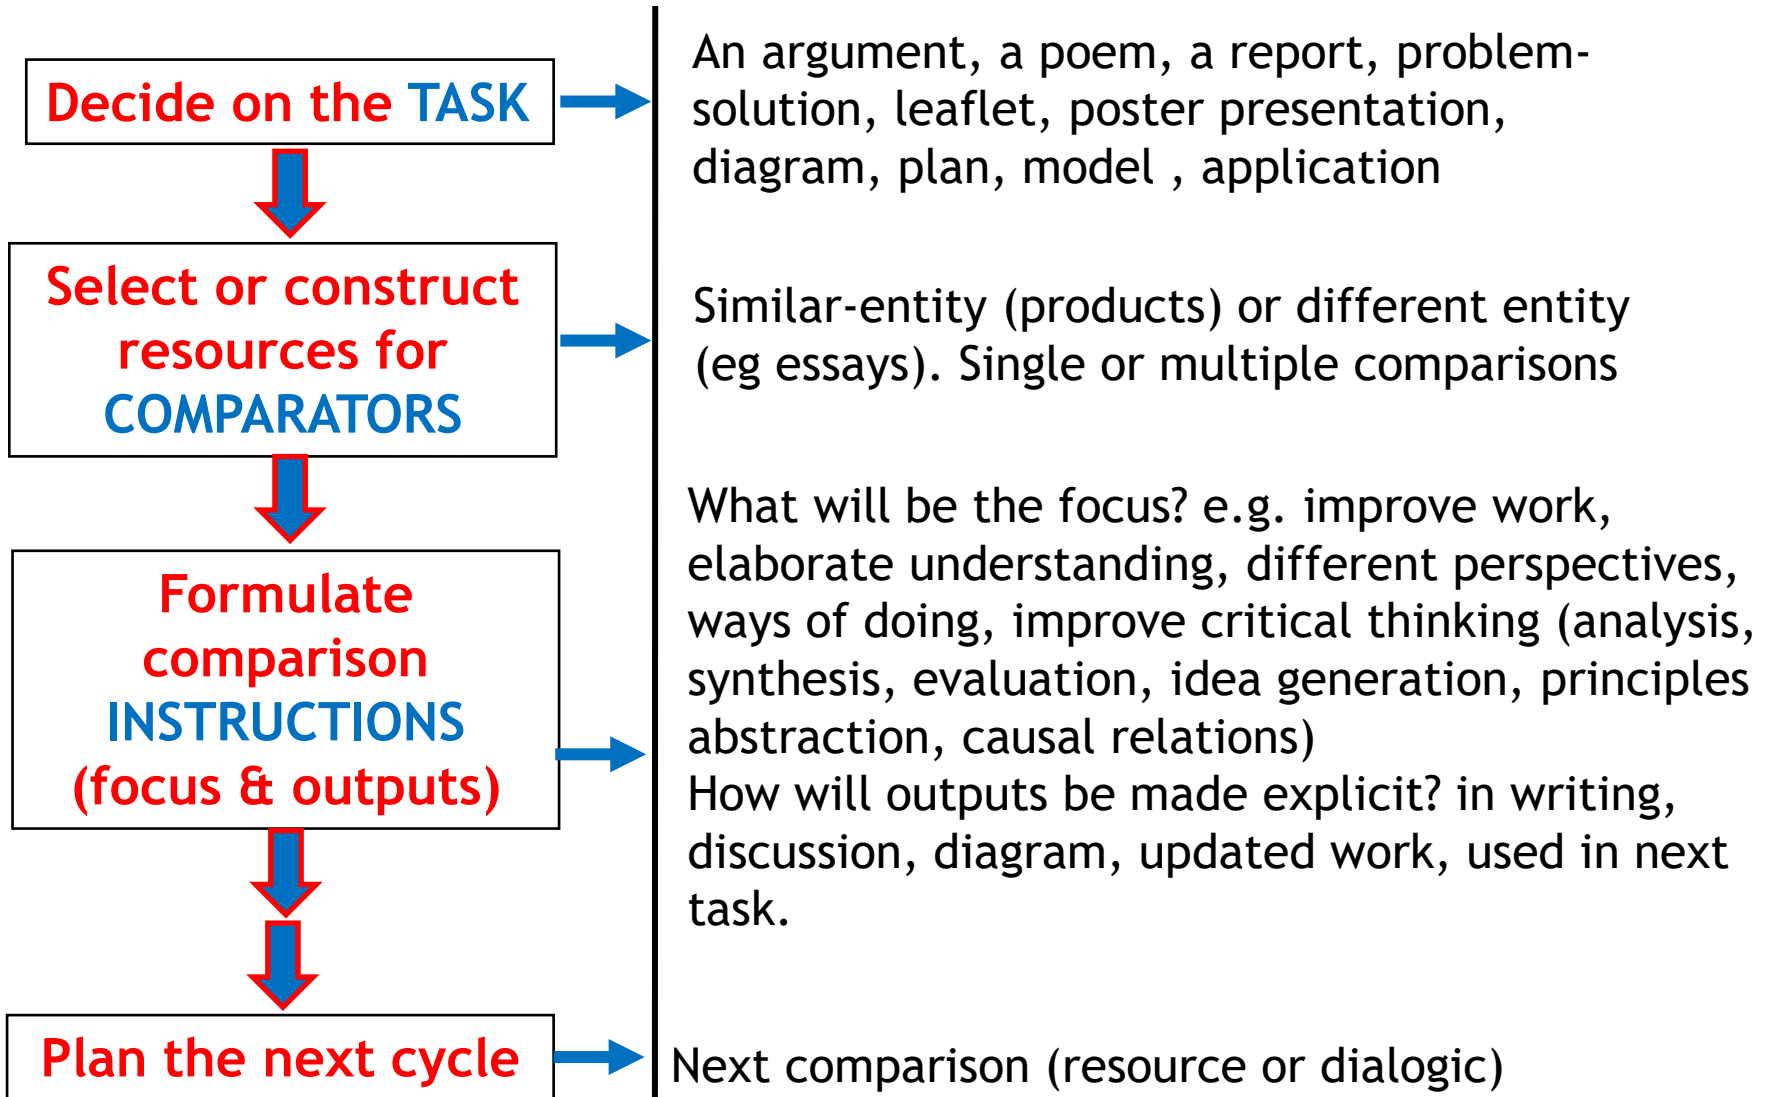 Decide on the TASK
An argument, a poem, a report, problem-
solution, leaflet, poster presentation,
diagram, plan, model , application
Select or construct
resources for
COMPARATORS
Similar-entity (products) or different entity
(eg essays). Single or multiple comparisons
Formulate
comparison
INSTRUCTIONS
(focus & outputs)
What will be the focus? e.g. improve work,
elaborate understanding, different perspectives,
ways of doing, improve critical thinking (analysis,
synthesis, evaluation, idea generation, principles
abstraction, causal relations)
How will outputs be made explicit? in writing,
discussion, diagram, updated work, used in next
task.
Plan the next cycle
Next comparison (resource or dialogic)